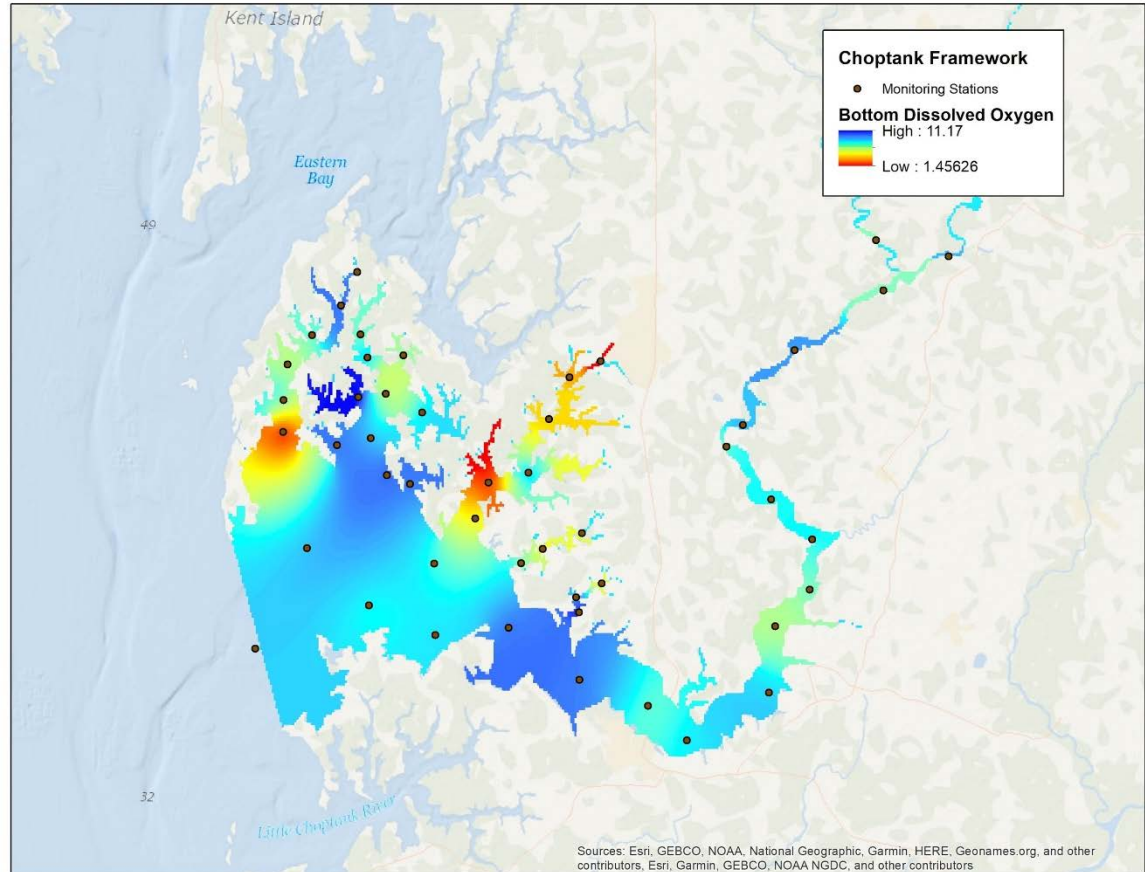 Kent Island
Choptank Framework
Monitoring Stations
Bottom Dissolved Oxygen
High : 11.17
Low : 1.45626
Eastern
Bay
49
32
Little Choptank River
Sources: Esri, GEBCO, NOAA, National Geographic, Garmin, HERE, Geonames.org, and other
contributors, Esri, Garmin, GEBCO, NOAA NGDC, and other contributors